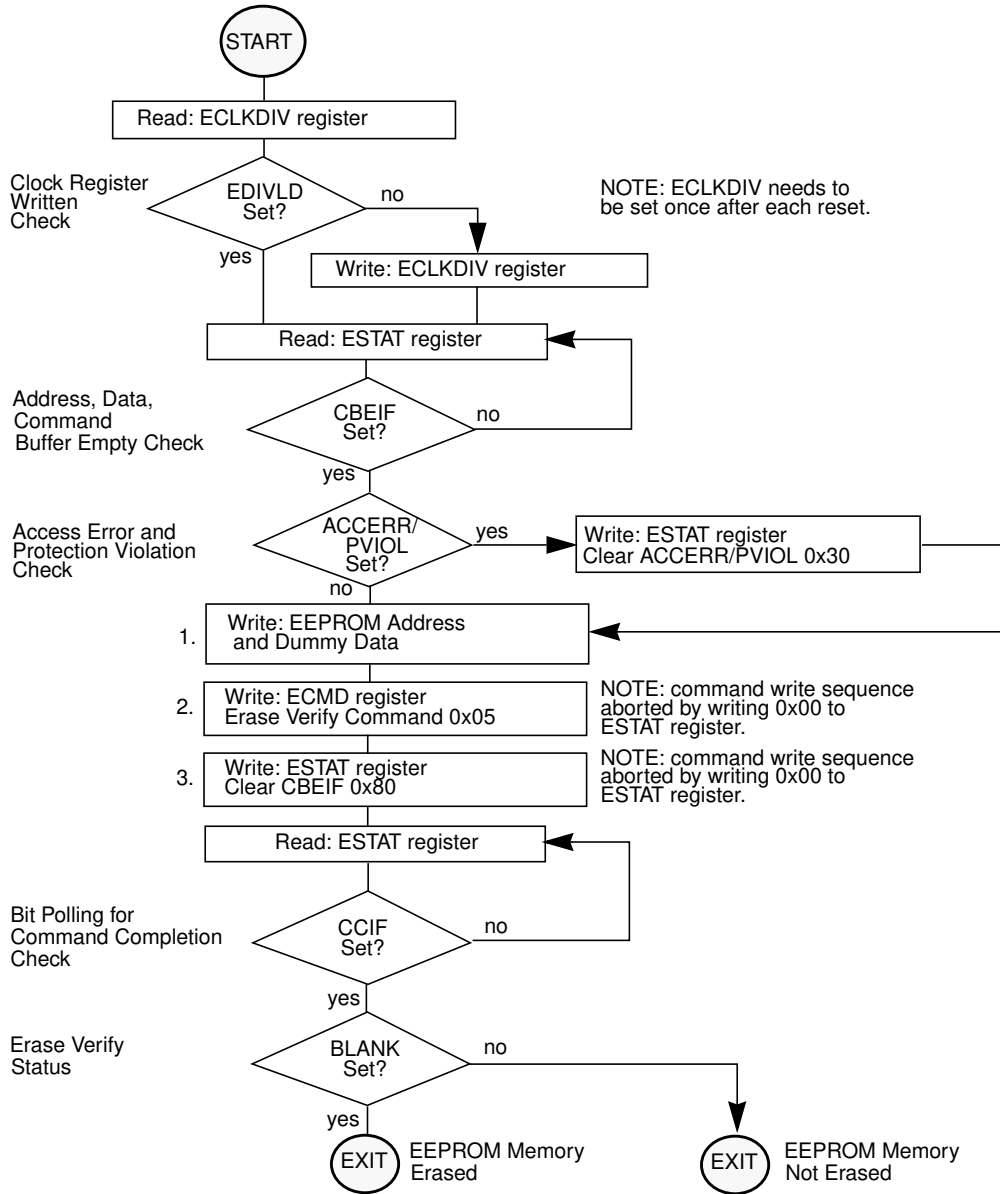 START
Read: ECLKDIV register
Clock Register
Written
Check
EDIVLD
Set?
no
yes
NOTE: ECLKDIV needs to
be set once after each reset.
Write: ECLKDIV register
Read: ESTAT register
Address, Data,
Command
Buffer Empty Check
CBEIF
Set?
no
yes
Access Error and
Protection Violation
Check
ACCERR/
PVIOL
Set?
yes
no
Write: ESTAT register
Clear ACCERR/PVIOL 0x30
1.
Write: EEPROM Address
and Dummy Data
2.
Write: ECMD register
Erase Verify Command 0x05
NOTE: command write sequence
aborted by writing 0x00 to
ESTAT register.
3.
Write: ESTAT register
Clear CBEIF 0x80
NOTE: command write sequence
aborted by writing 0x00 to
ESTAT register.
Read: ESTAT register
Bit Polling for
Command Completion
Check
CCIF
Set?
no
yes
Erase Verify
Status
BLANK
Set?
no
yes
EXIT
EEPROM Memory
Erased
EXIT
EEPROM Memory
Not Erased